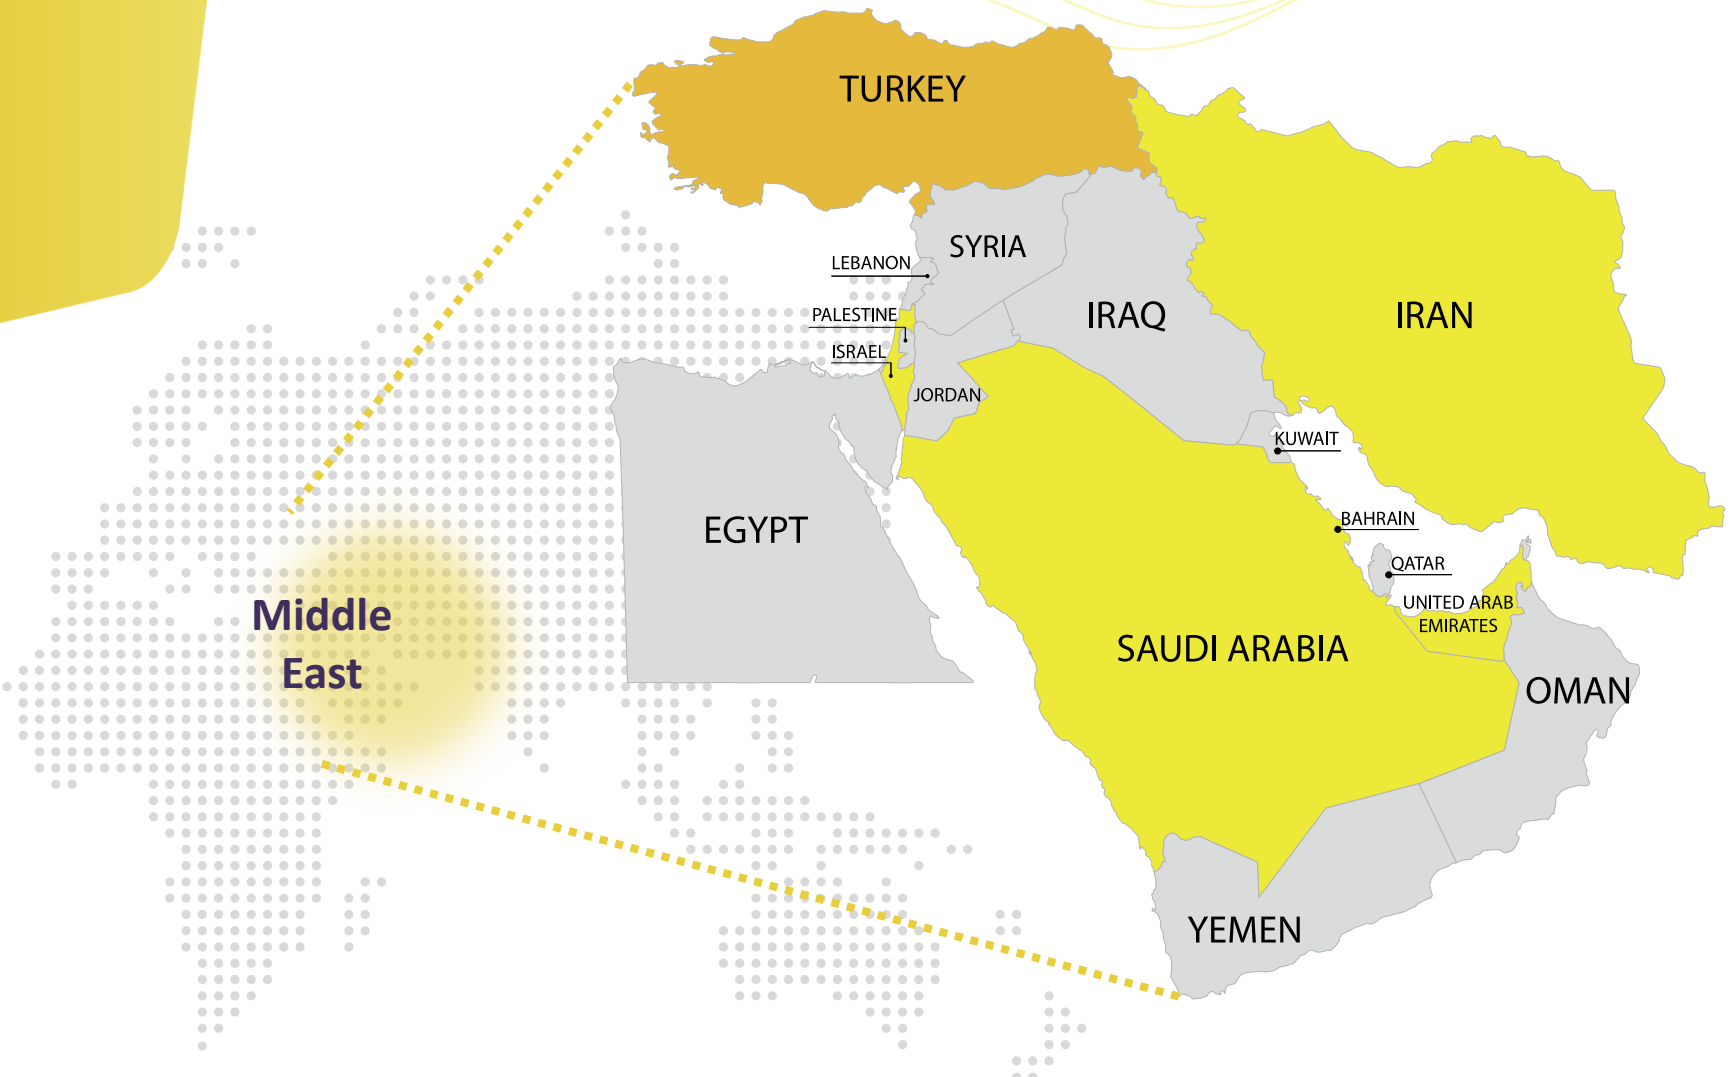 TURKEY
SYRIA
LEBANON
PALESTINE
ISRAEL
IRAQ
IRAN
JORDAN
KUWAIT
EGYPT
BAHRAIN
QATAR
UNITED ARAB
EMIRATES
Middle
East
SAUDI ARABIA
OMAN
YEMEN